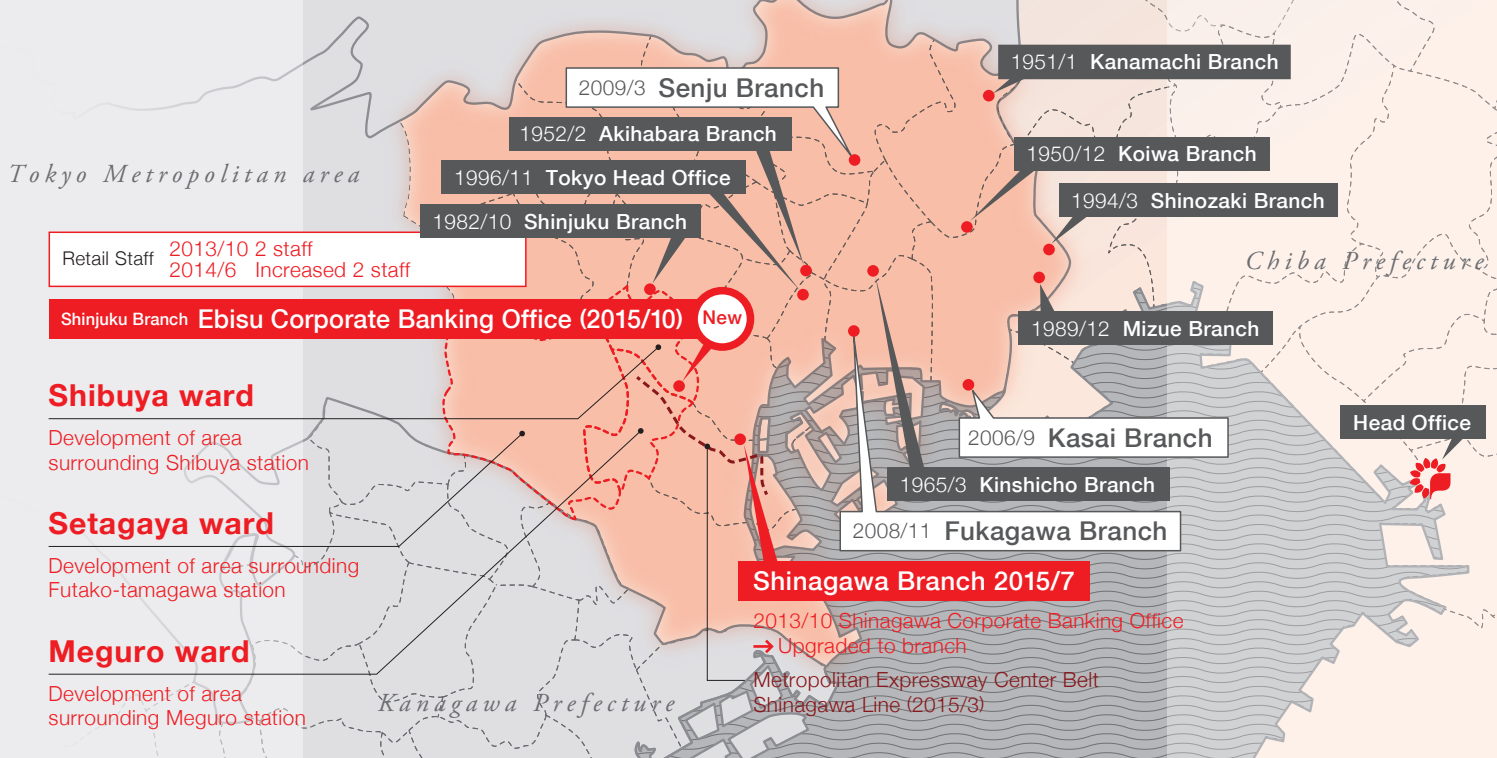 1951/1 Kanamachi Branch
2009/3 Senju Branch
1952/2 Akihabara Branch
1950/12 Koiwa Branch
Tokyo Metropolitan area
1996/11 Tokyo Head Office
1994/3 Shinozaki Branch
1982/10 Shinjuku Branch
Retail Staff 2013/10 2 staff
2014/6 Increased 2 staff
Chiba Prefecture
Shinjuku Branch Ebisu Corporate Banking Office (2015/10) New
1989/12 Mizue Branch
Shibuya ward
Development of area
surrounding Shibuya station
Head Office
2006/9 Kasai Branch
1965/3 Kinshicho Branch
Setagaya ward
Development of area surrounding
Futako-tamagawa station
2008/11 Fukagawa Branch
Shinagawa Branch 2015/7
2013/10 Shinagawa Corporate Banking Office
→ Upgraded to branch
Meguro ward
Development of area
surrounding Meguro station
Kanagawa Prefecture
Metropolitan Expressway Center Belt
Shinagawa Line (2015/3)